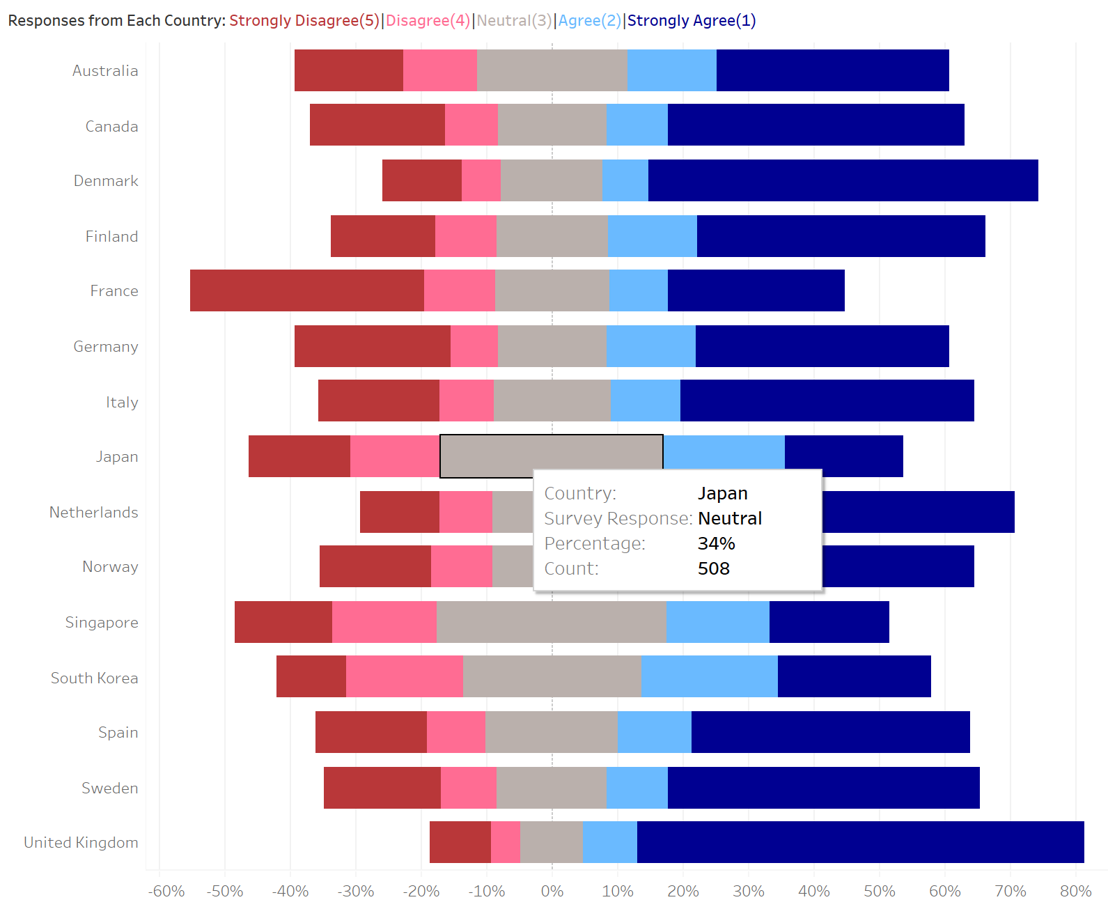 Responses from Each Country: Strongly Disagree(5)|Disagree(4)|Neutral(3)|Agree(2)|Strongly Agree(1)
Australia
Canada
Denmark
Finland
France
Germany
Italy
Japan
Country: Japan
Survey Response: Neutral
Percentage: 34%
Count: 508
Netherlands
Norway
Singapore
South Korea
Spain
Sweden
United Kingdom
-60% -50% -40% -30% -20% -10% 0% 10% 20% 30% 40% 50% 60% 70% 80%